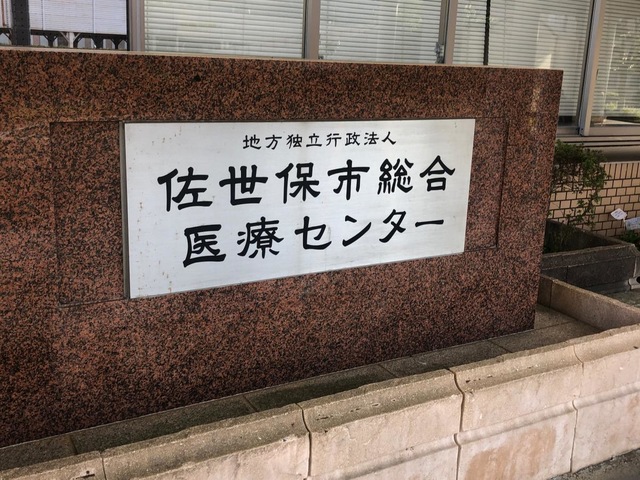 地方独立行政法人
佐世保市総合
医療センター